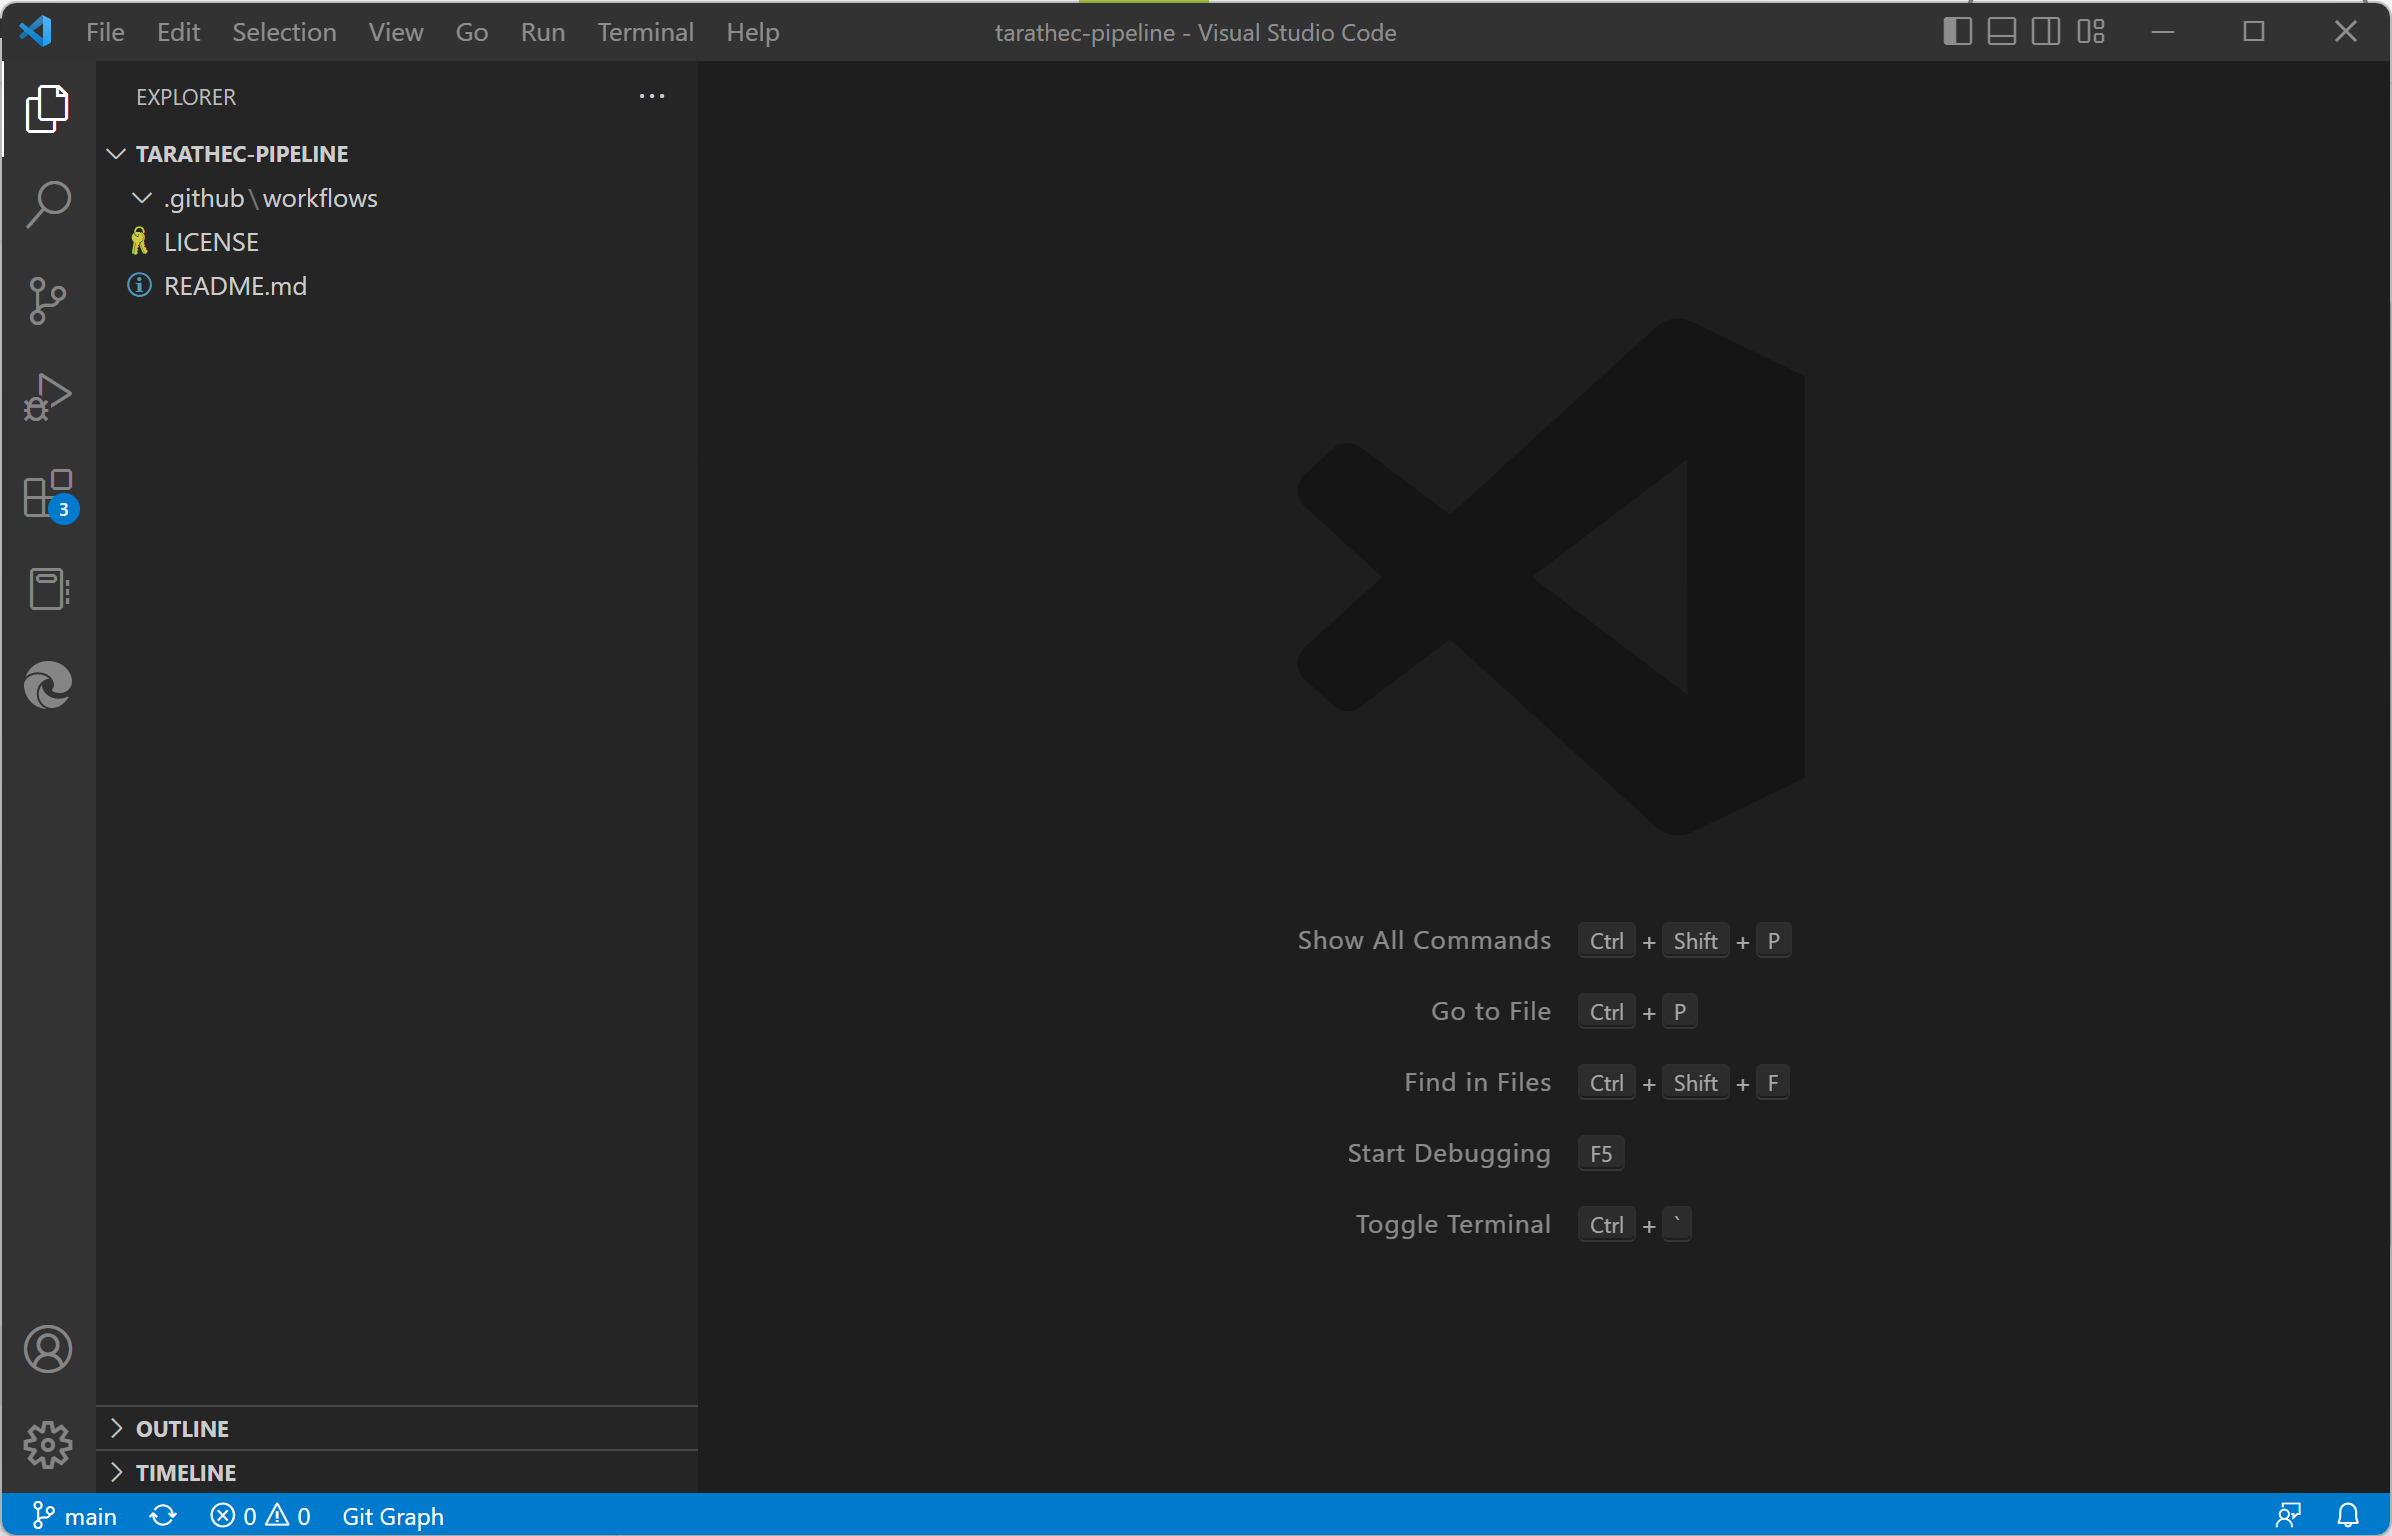 File Edit Selection View Go Run Terminal Help
tarathec-pipeline - Visual Studio Code
EXPLORER
TARATHEC-PIPELINE
.github\workflows
LICENSE
README.md
3
Show All Commands Ctrl + Shift + P
Go to File Ctrl + P
Find in Files Ctrl + Shift + F
Start Debugging F5
Toggle Terminal Ctrl + `
OUTLINE
TIMELINE
main 0 0 Git Graph